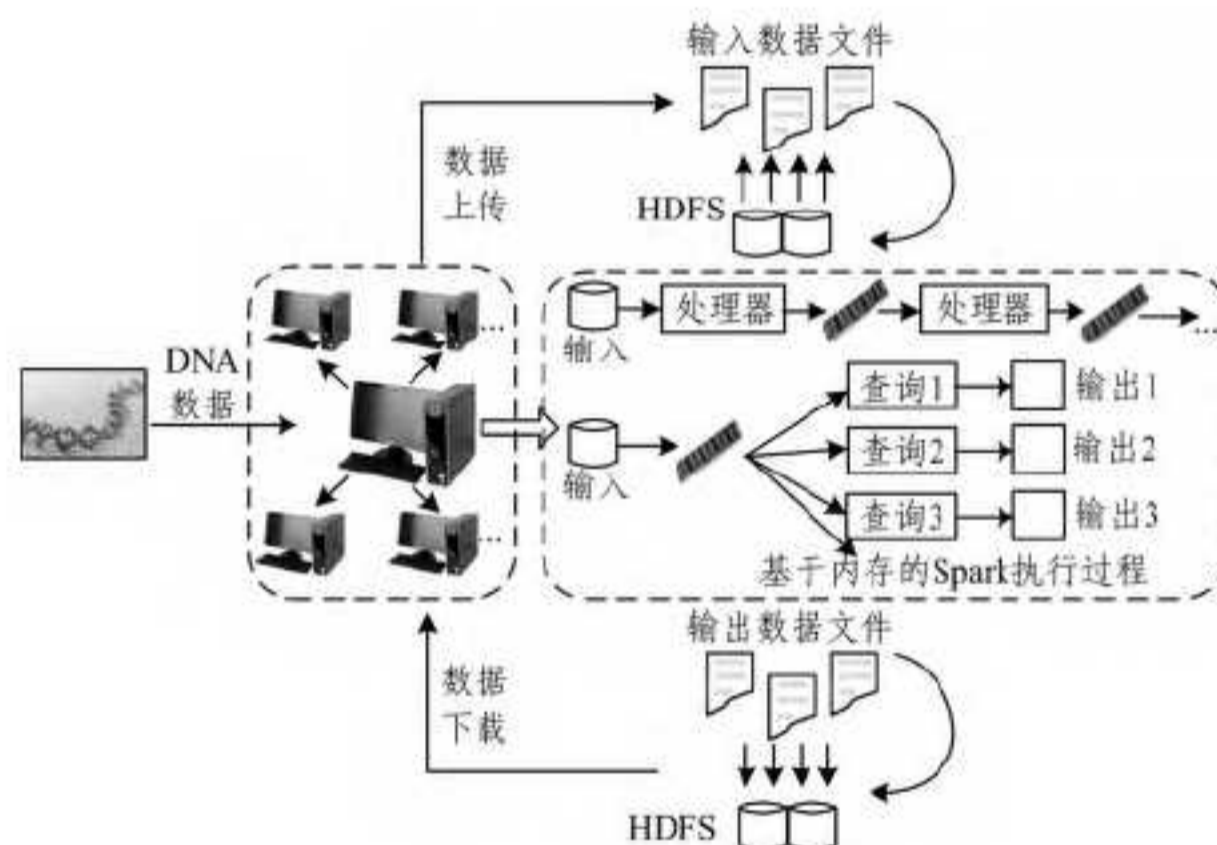 输入数据文件
数据
上传
HDFS
DNA
数据
...
...
输入
处理器
处理器
...
输入
查询1
输出1
查询2
输出2
查询3
输出3
基于内存的Spark执行过程
输出数据文件
数据
下载
HDFS